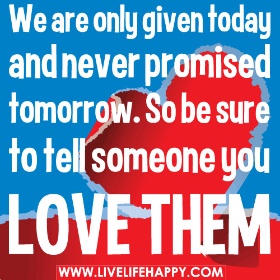 We are only given today
and never promised
tomorrow. So be sure
to tell someone you
LOVE THEM
WWW.LIVELIFEHAPPY.COM